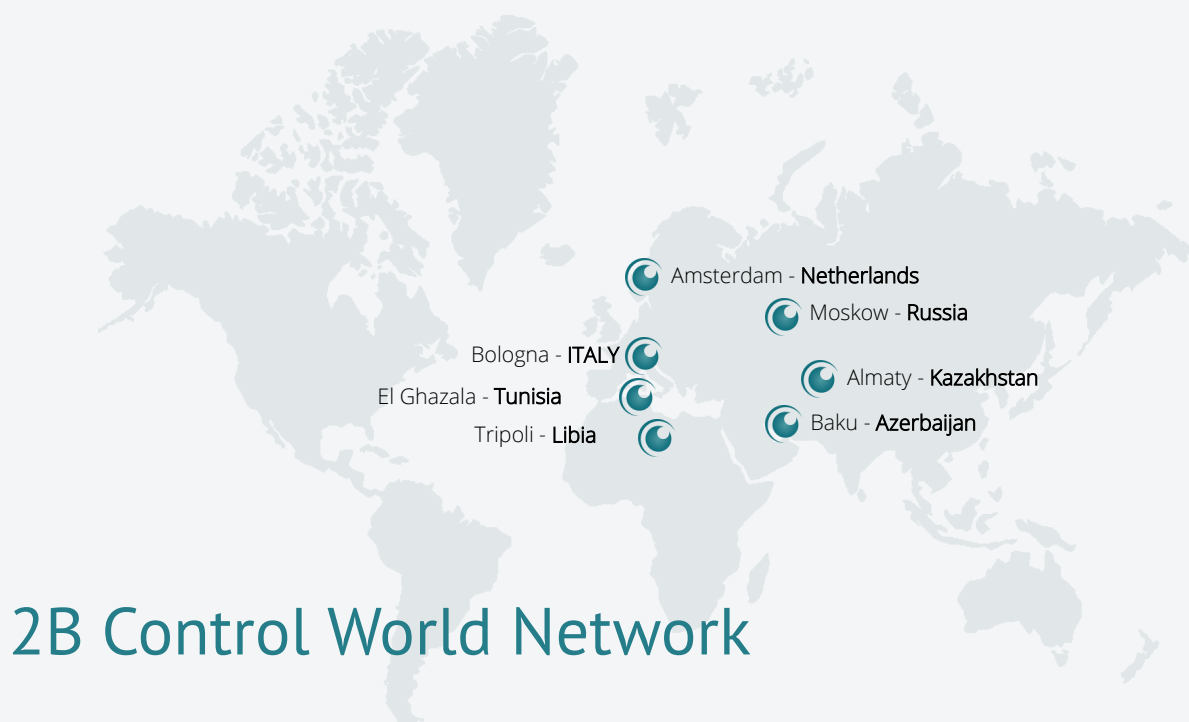 Amsterdam - Netherlands
Moskow - Russia
Bologna - ITALY
Almaty - Kazakhstan
El Ghazala - Tunisia
Baku - Azerbaijan
Tripoli - Libia
2B Control World Network